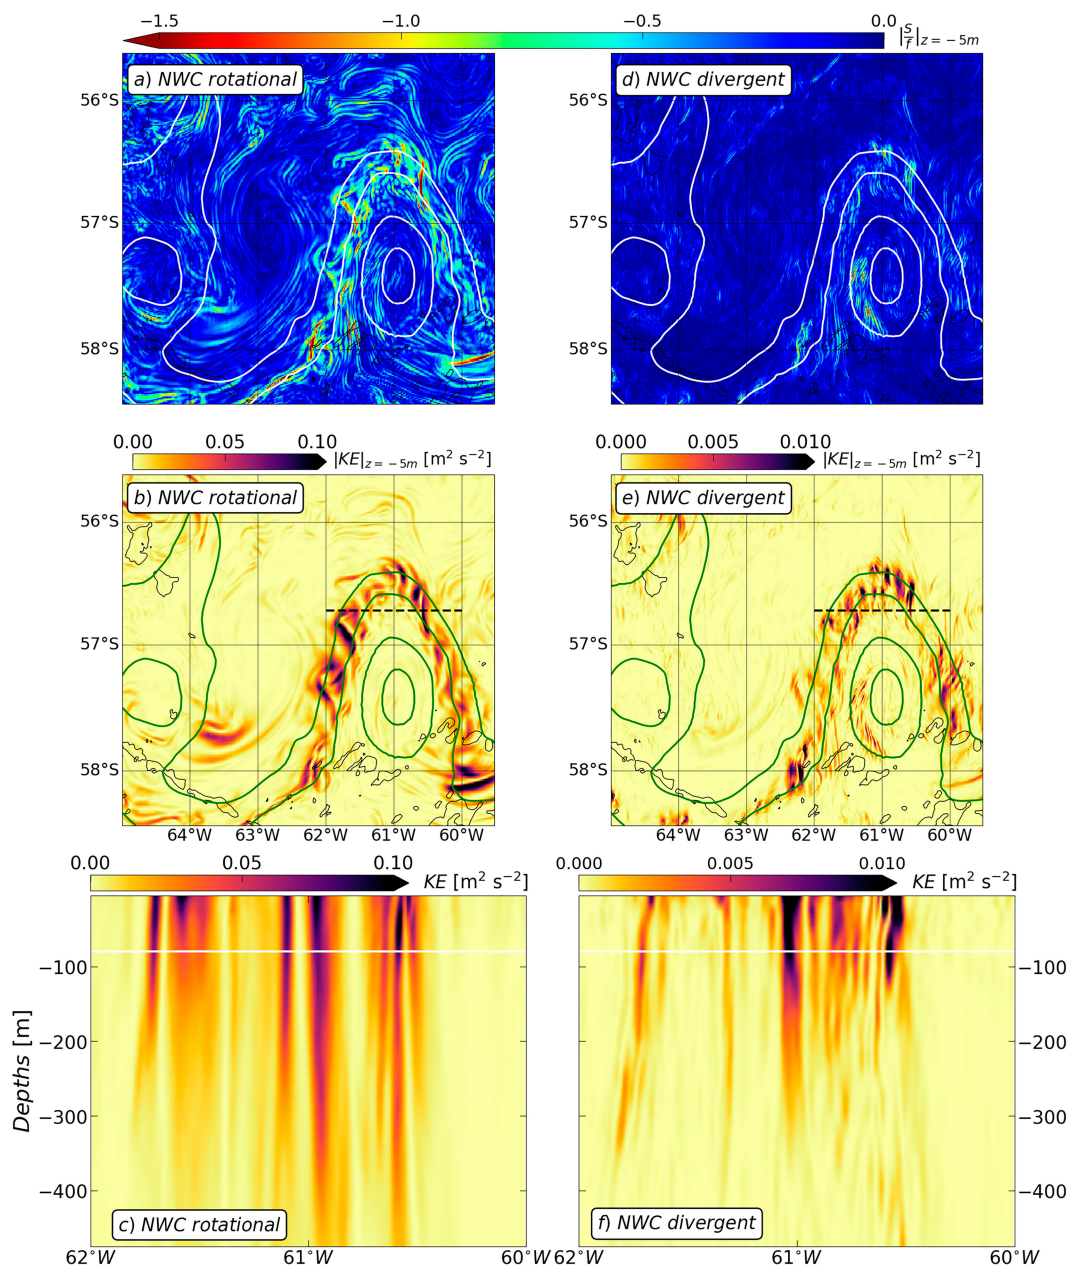 −1.5 −1.0 −0.5 0.0 |S/f|z=−5m
a) NWC rotational d) NWC divergent
56°S 56°S
57°S 57°S
58°S 58°S
0.00 0.05 0.10 |KE|z=−5m [m² s⁻²] 0.000 0.005 0.010 |KE|z=−5m [m² s⁻²]
b) NWC rotational e) NWC divergent
56°S 56°S
57°S 57°S
58°S 58°S
64°W 63°W 62°W 61°W 60°W 64°W 63°W 62°W 61°W 60°W
0.00 0.05 0.10 KE [m² s⁻²] 0.000 0.005 0.010 KE [m² s⁻²]
−100 −100
−200 −200
Depths [m]
−300 −300
−400 −400
c) NWC rotational f) NWC divergent
62°W 61°W 60°W 62°W 61°W 60°W